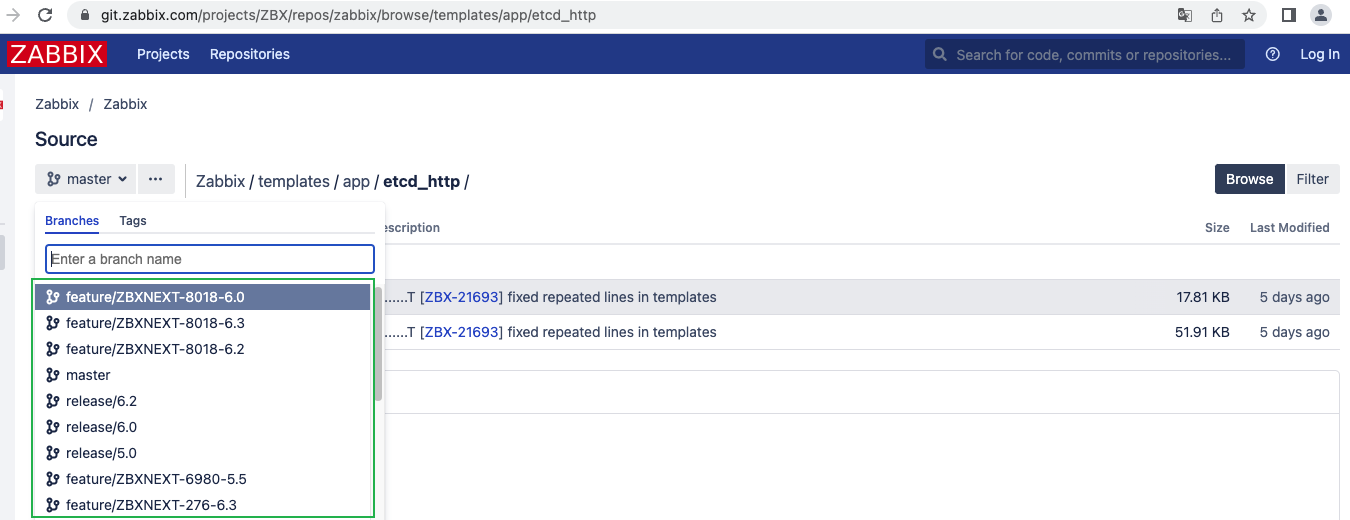 git.zabbix.com/projects/ZBX/repos/zabbix/browse/templates/app/etcd_http
ZABBIX Projects Repositories Search for code, commits or repositories... Log In
Zabbix / Zabbix
Source
master ... Zabbix / templates / app / etcd_http / Browse Filter
Branches Tags
escription Size Last Modified
Enter a branch name
feature/ZBXNEXT-8018-6.0
.......T [ZBX-21693] fixed repeated lines in templates 17.81 KB 5 days ago
feature/ZBXNEXT-8018-6.3
.......T [ZBX-21693] fixed repeated lines in templates 51.91 KB 5 days ago
feature/ZBXNEXT-8018-6.2
master
release/6.2
release/6.0
release/5.0
feature/ZBXNEXT-6980-5.5
feature/ZBXNEXT-276-6.3